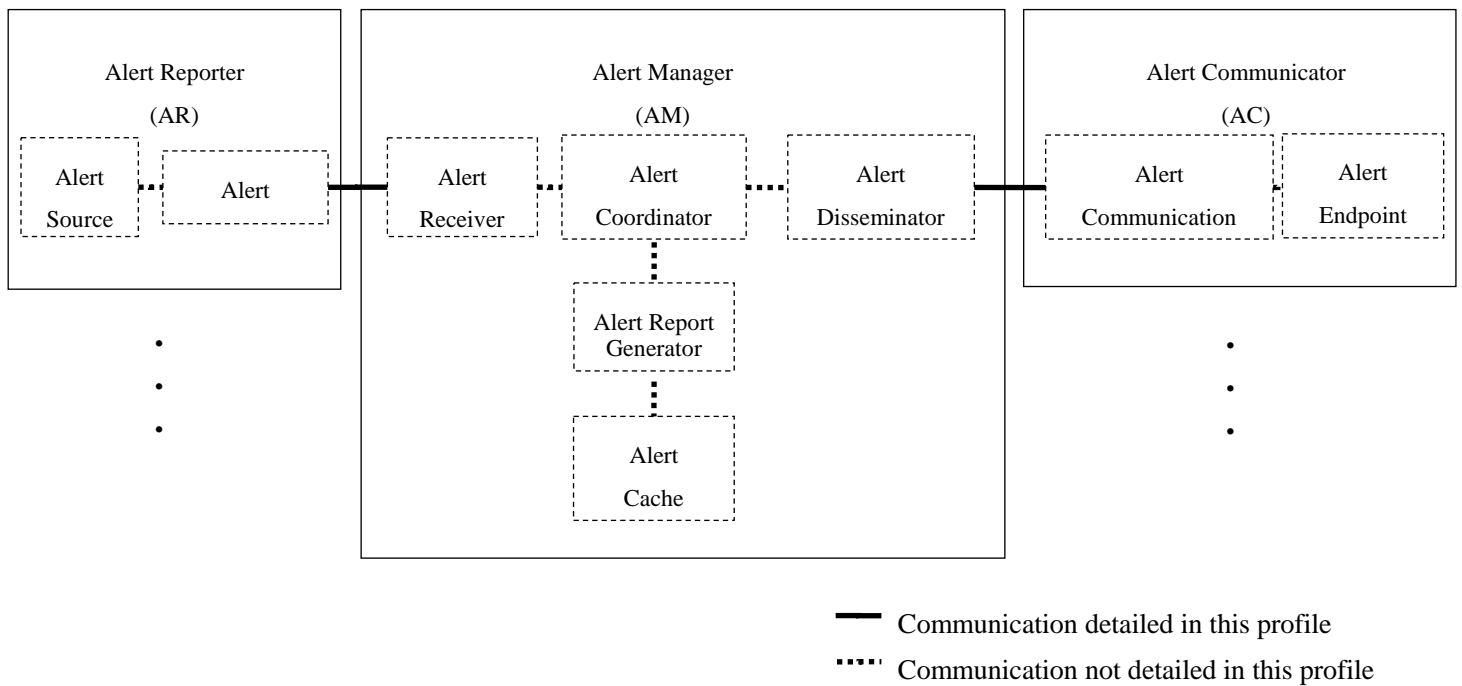 Alert Reporter
(AR)
Alert
Source
Alert
Alert Manager
(AM)
Alert
Receiver
Alert
Coordinator
Alert
Disseminator
Alert Report
Generator
Alert
Cache
Alert Communicator
(AC)
Alert
Communication
Alert
Endpoint
Communication detailed in this profile
Communication not detailed in this profile